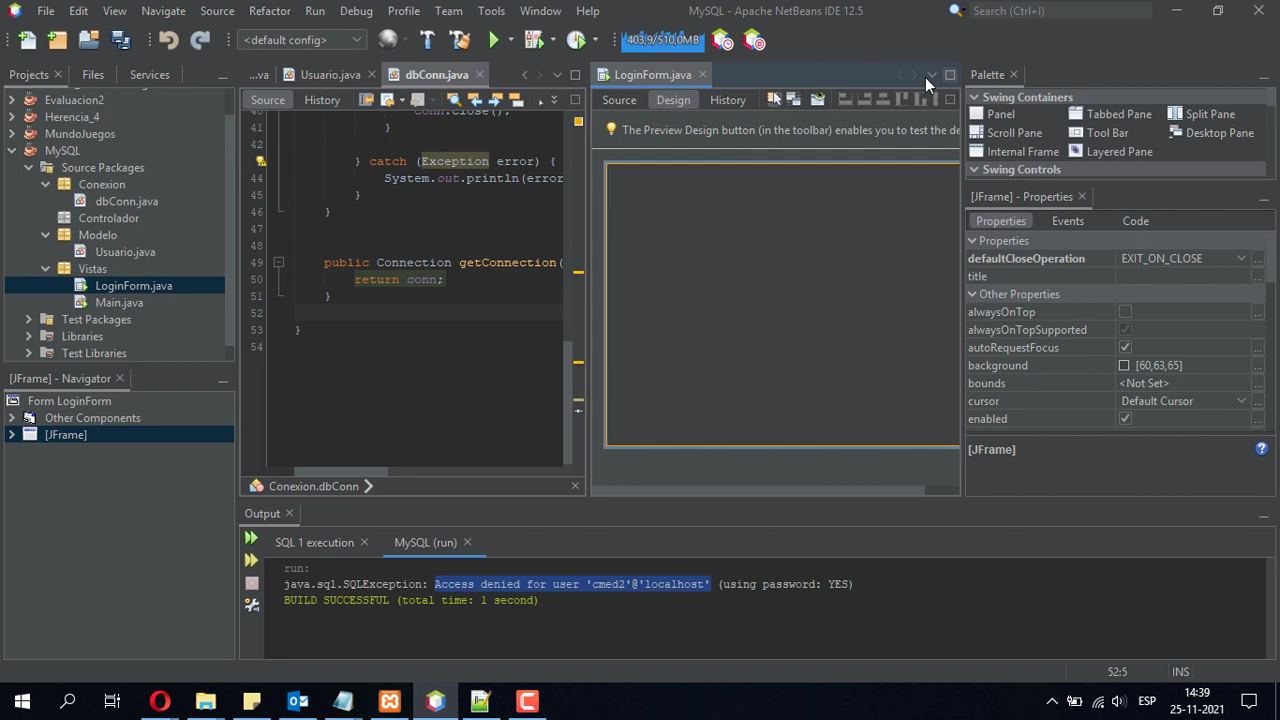 File Edit View Navigate Source Refactor Run Debug Profile Team Tools Window Help MySQL - Apache NetBeans IDE 12.5 Search (Ctrl+I)
<default config> 403,9/510,0MB
Projects Files Services
Evaluacion2
Herencia_4
MundoJuegos
MySQL
Source Packages
Conexion
dbConn.java
Controlador
Modelo
Usuario.java
Vistas
LoginForm.java
Main.java
Test Packages
Libraries
Test Libraries
[JFrame] - Navigator
Form LoginForm
Other Components
[JFrame]
...va Usuario.java dbConn.java
Source History
40 conn.close();
41 }
42
} catch (Exception error) {
44 System.out.println(error
45 }
46 }
47
48
49 public Connection getConnection(
50 return conn;
51 }
52
53 }
54
Conexion.dbConn
LoginForm.java
Source Design History
The Preview Design button (in the toolbar) enables you to test the de
Palette
Swing Containers
Panel Tabbed Pane Split Pane
Scroll Pane Tool Bar Desktop Pane
Internal Frame Layered Pane
Swing Controls
[JFrame] - Properties
Properties Events Code
Properties
defaultCloseOperation EXIT_ON_CLOSE
title
Other Properties
alwaysOnTop
alwaysOnTopSupported
autoRequestFocus
background [60,63,65]
bounds <Not Set>
cursor Default Cursor
enabled
[JFrame]
Output
SQL 1 execution MySQL (run)
run:
java.sql.SQLException: Access denied for user 'cmed2'@'localhost' (using password: YES)
BUILD SUCCESSFUL (total time: 1 second)
52:5 INS
ESP 14:39
25-11-2021